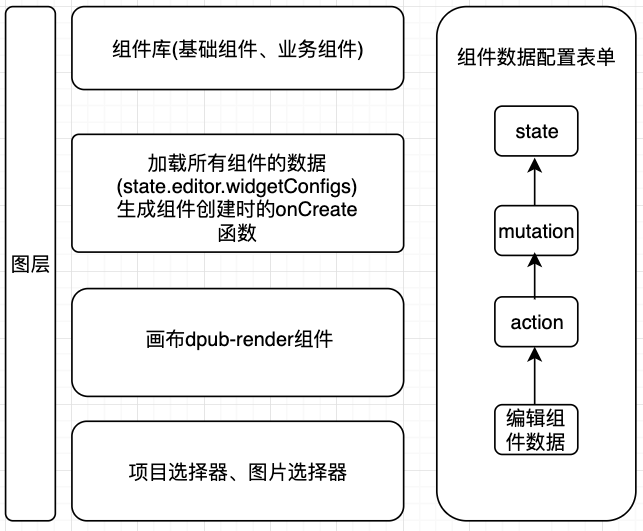 图层
组件库(基础组件、业务组件)
加载所有组件的数据
(state.editor.widgetConfigs)
生成组件创建时的onCreate
函数
画布dpub-render组件
项目选择器、图片选择器
组件数据配置表单
state
mutation
action
编辑组
件数据